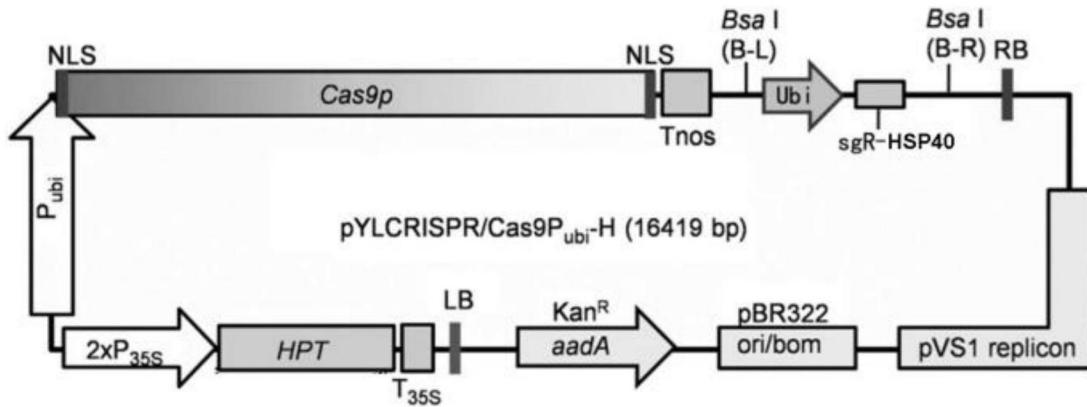 Bsa I
(B-L)
Bsa I
(B-R)
RB
NLS
NLS
Cas9p
Tnos
Ubi
sgR-HSP40
Pubi
pYLCRISPR/Cas9Pubi-H (16419 bp)
LB
KanR
pBR322
2xP35S
HPT
T35S
aadA
ori/bom
pVS1 replicon